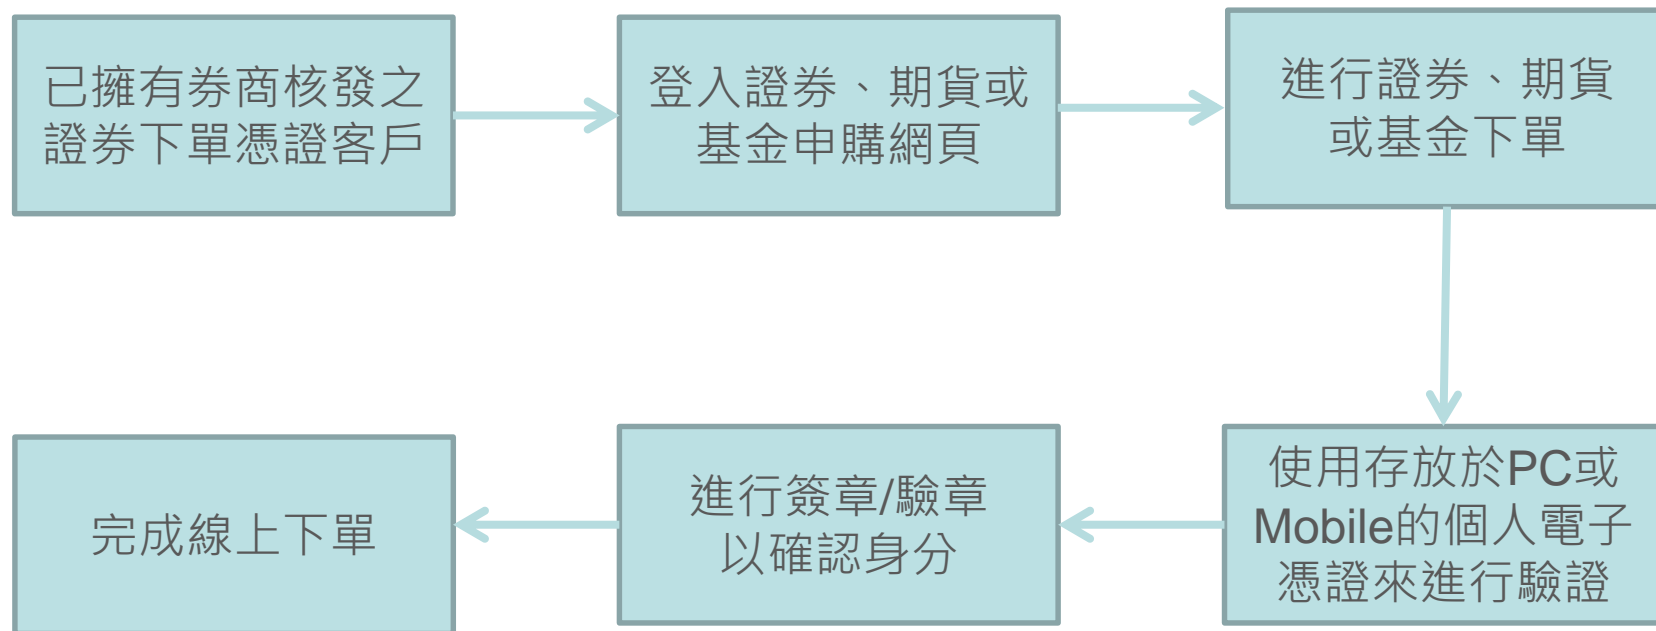 已擁有券商核發之
證券下單憑證客戶
登入證券、期貨或
基金申購網頁
進行證券、期貨
或基金下單
使用存放於PC或
Mobile的個人電子
憑證來進行驗證
進行簽章/驗章
以確認身分
完成線上下單